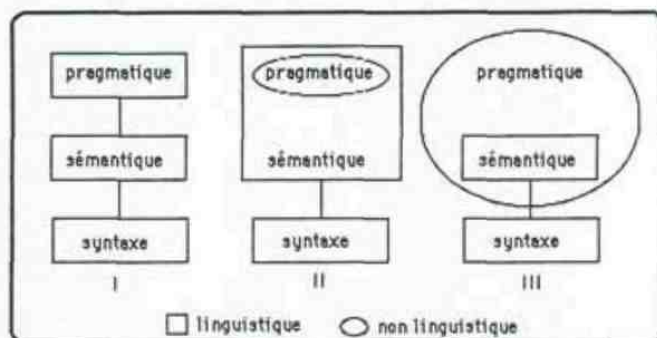 pragmatique pragmatique pragmatique
sémantique sémantique sémantique
syntaxe syntaxe syntaxe
I II III
linguistique non linguistique